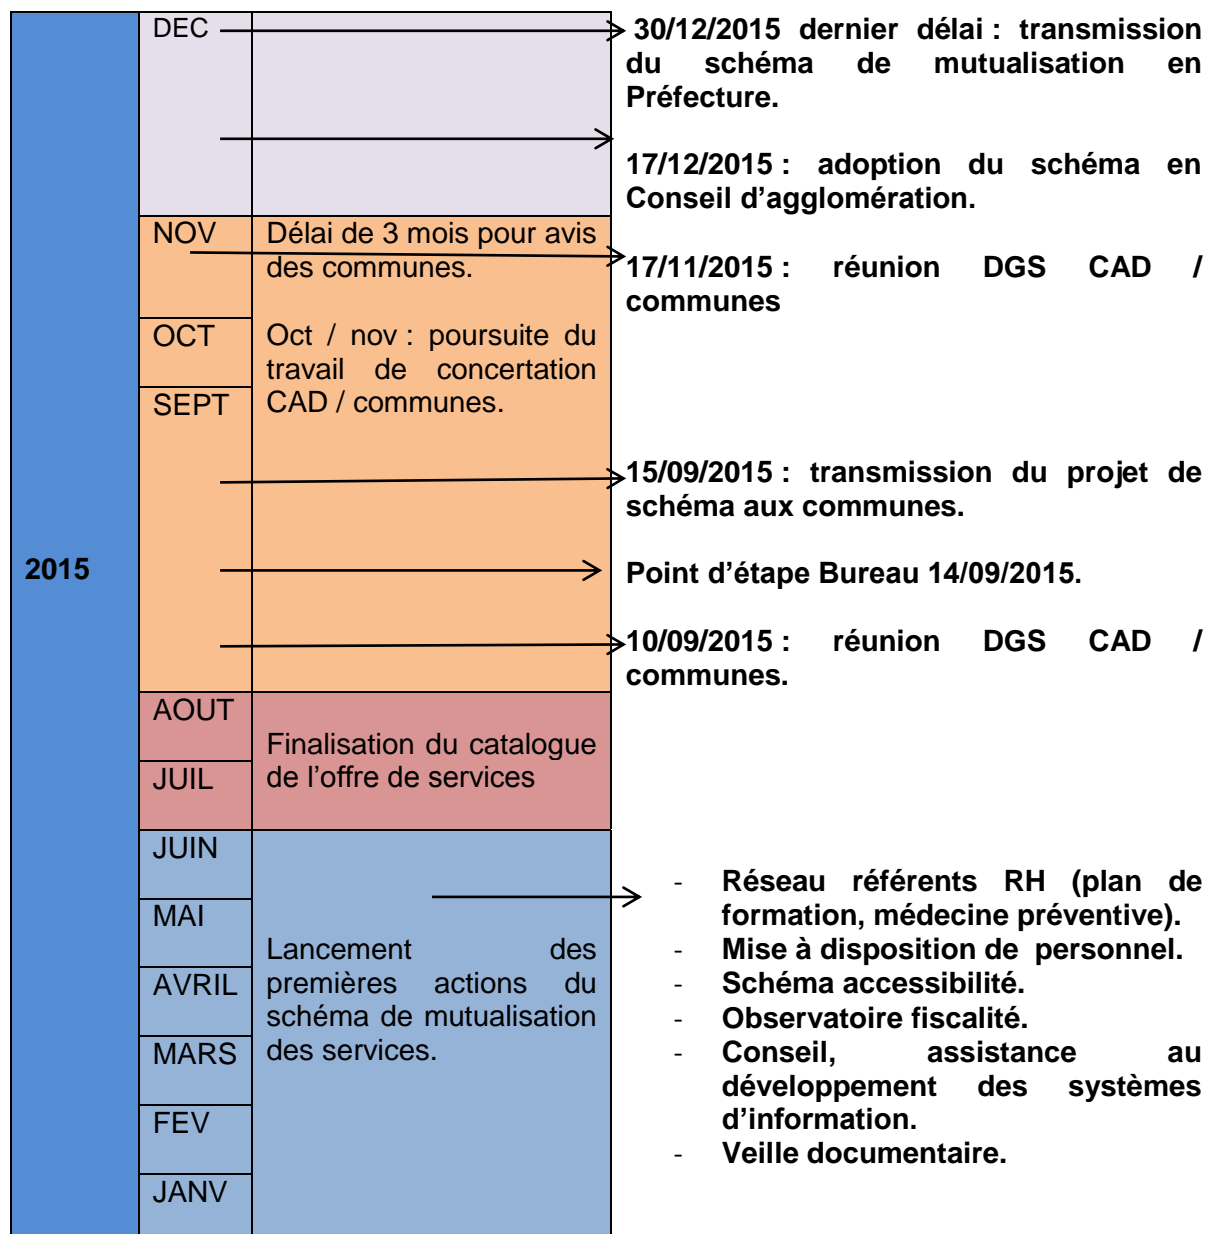 2015
DEC
30/12/2015 dernier délai : transmission
du schéma de mutualisation en
Préfecture.
17/12/2015 : adoption du schéma en
Conseil d’agglomération.
NOV
Délai de 3 mois pour avis
des communes.
17/11/2015 : réunion DGS CAD /
communes
OCT
Oct / nov : poursuite du
travail de concertation
CAD / communes.
SEPT
15/09/2015 : transmission du projet de
schéma aux communes.
Point d’étape Bureau 14/09/2015.
10/09/2015 : réunion DGS CAD /
communes.
AOUT
Finalisation du catalogue
de l’offre de services
JUIL
JUIN
MAI
AVRIL
MARS
FEV
JANV
Lancement des
premières actions du
schéma de mutualisation
des services.
- Réseau référents RH (plan de
formation, médecine préventive).
- Mise à disposition de personnel.
- Schéma accessibilité.
- Observatoire fiscalité.
- Conseil, assistance au
développement des systèmes
d’information.
- Veille documentaire.